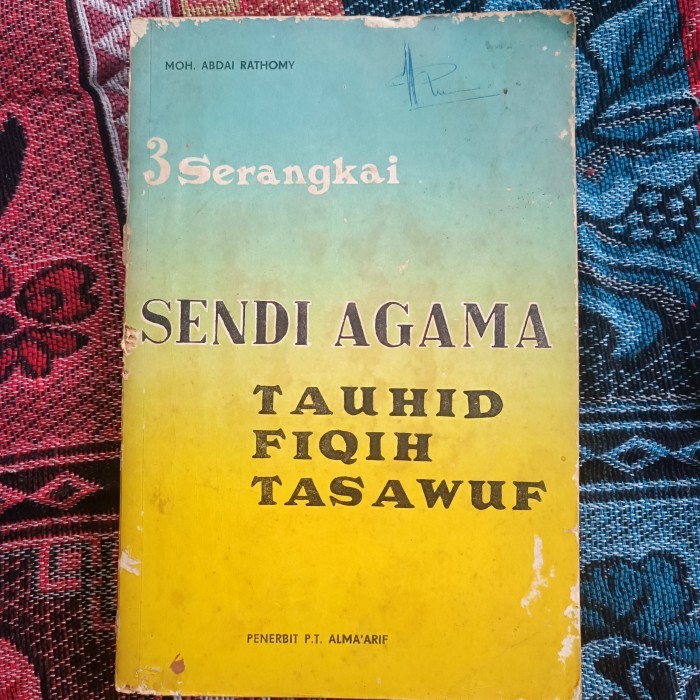 MOH. ABDAI RATHOMY
3 Serangkai
SENDI AGAMA
TAUHID
FIQIH
TASAWUF
PENERBIT P.T. ALMA'ARIF